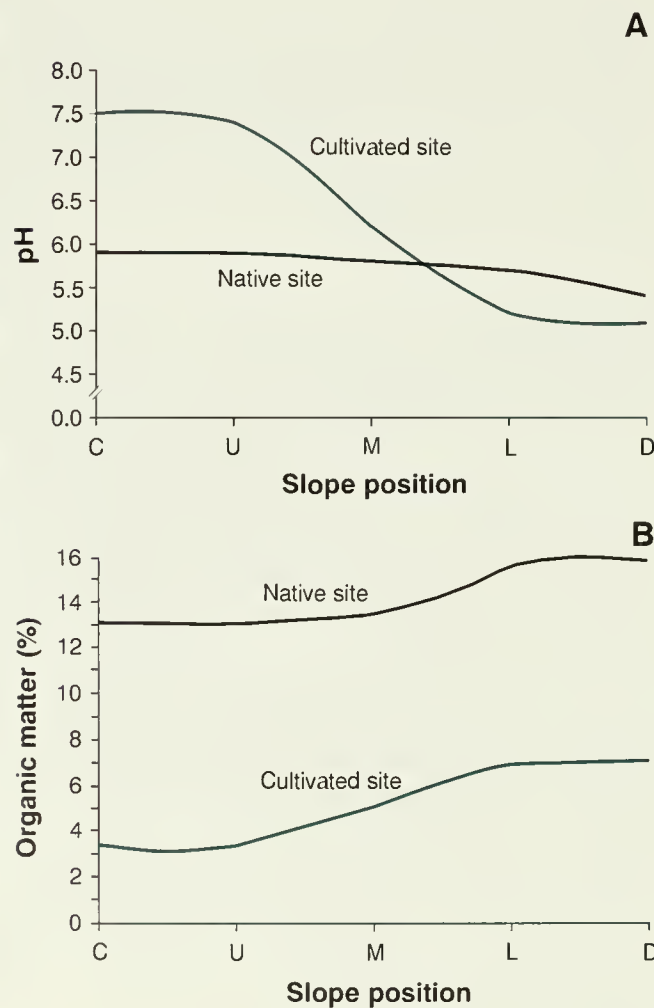 A
8.0
7.5
7.0
6.5
6.0
5.5
5.0
4.5
0.0
pH
Cultivated site
Native site
C U M L D
Slope position
B
16
14
12
10
8
6
4
2
0
Organic matter (%)
Native site
Cultivated site
C U M L D
Slope position